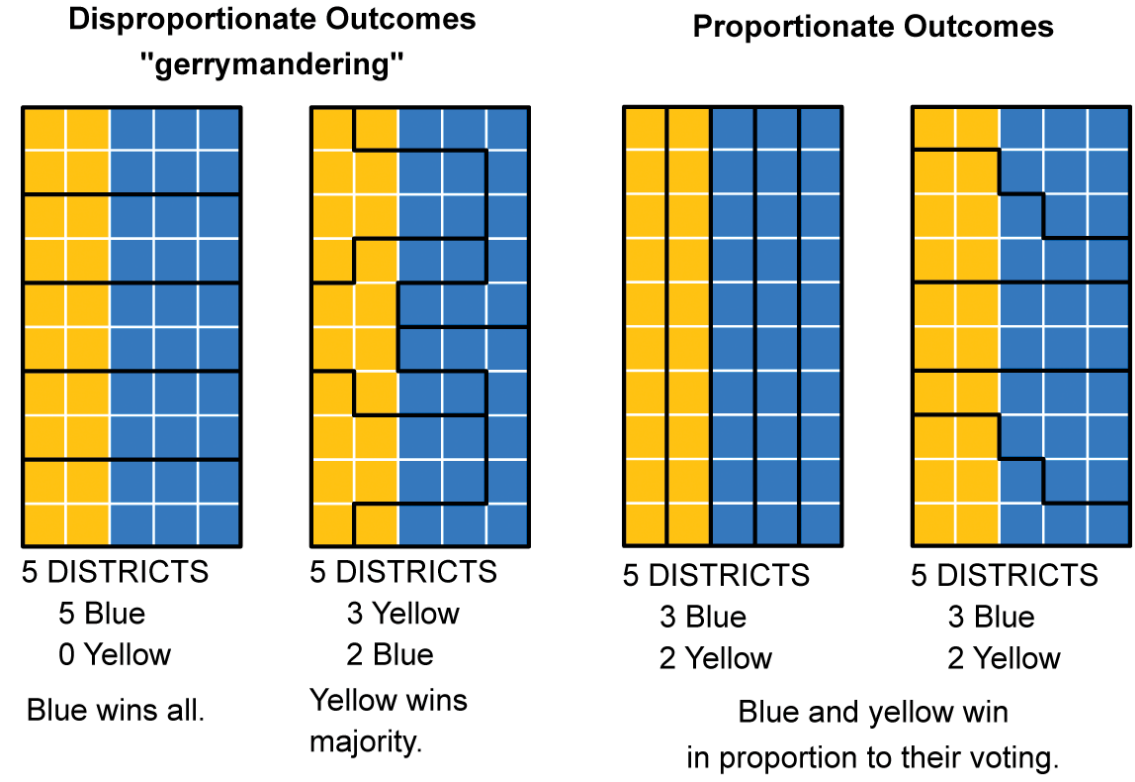 Disproportionate Outcomes
"gerrymandering"
Proportionate Outcomes
5 DISTRICTS
5 Blue
0 Yellow
Blue wins all.
5 DISTRICTS
3 Yellow
2 Blue
Yellow wins
majority.
5 DISTRICTS
3 Blue
2 Yellow
5 DISTRICTS
3 Blue
2 Yellow
Blue and yellow win
in proportion to their voting.